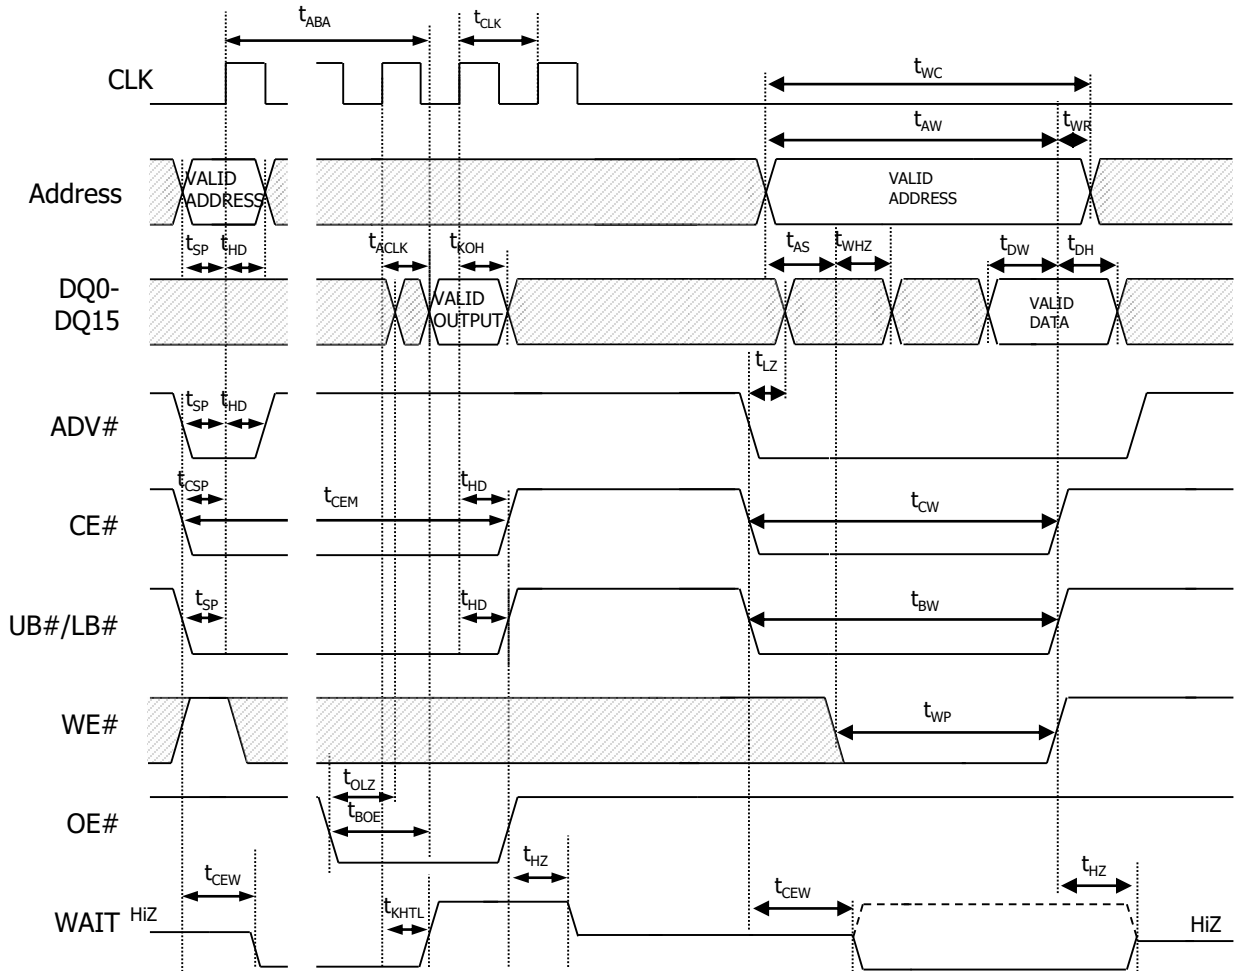 tABA
tCLK
CLK
tWC
tAW
tWR
Address
VALID
ADDRESS
VALID
ADDRESS
tSP
tHD
tACLK
tKOH
tAS
tWHZ
tDW
tDH
DQ0-
DQ15
VALID
OUTPUT
VALID
DATA
tLZ
ADV#
tSP
tHD
CE#
tCSP
tCEM
tHD
tCW
UB#/LB#
tSP
tHD
tBW
WE#
tWP
OE#
tOLZ
tBOE
tHZ
WAIT
HiZ
tCEW
tKHTL
tCEW
tHZ
HiZ